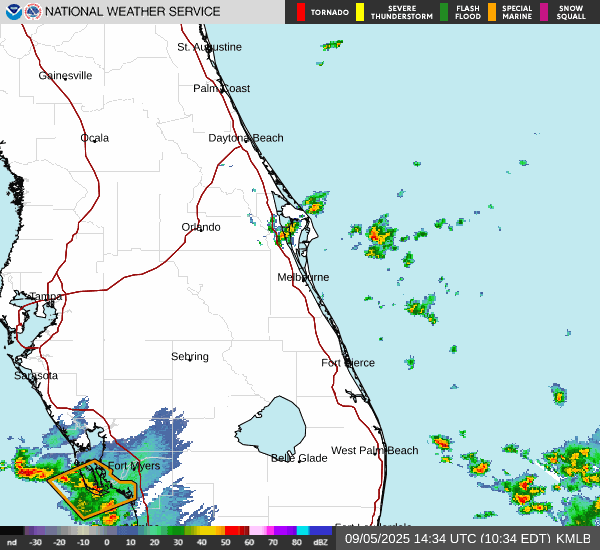 NATIONAL WEATHER SERVICE
TORNADO
SEVERE THUNDERSTORM
FLASH FLOOD
SPECIAL MARINE
SNOW SQUALL
St. Augustine
Gainesville
Palm Coast
Ocala
Daytona Beach
Orlando
Melbourne
Tampa
Sebring
Fort Pierce
Sarasota
West Palm Beach
Belle Glade
Fort Myers
nd -30 -20 -10 0 10 20 30 40 50 60 70 80 dBZ
09/05/2025 14:34 UTC (10:34 EDT) KMLB